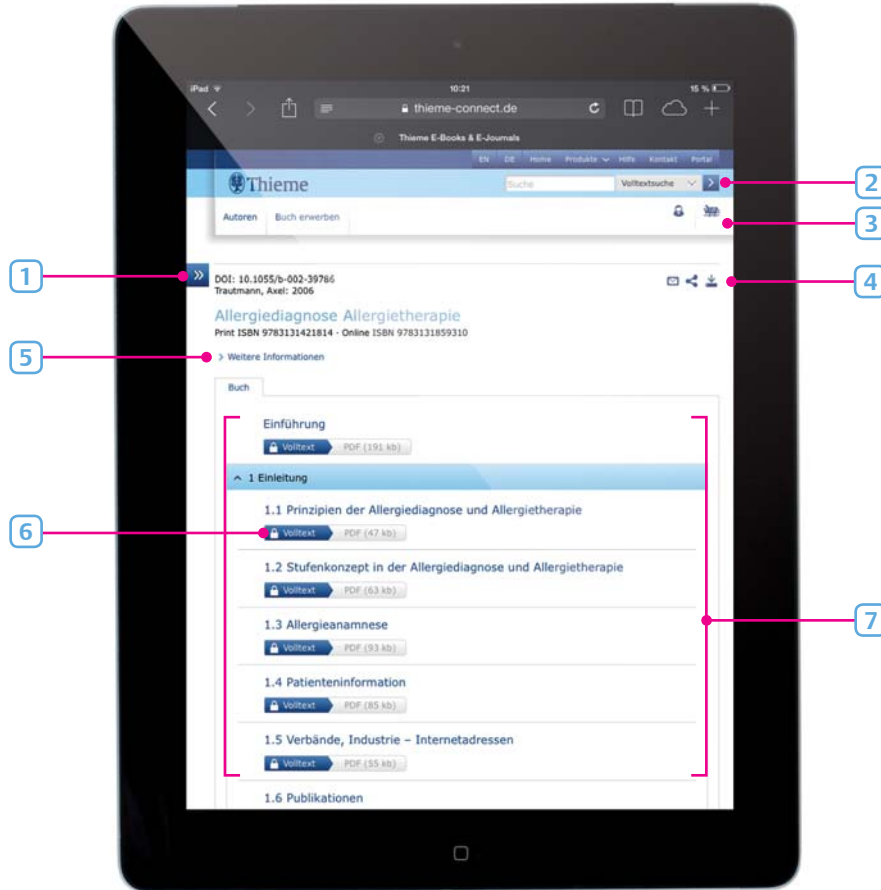 iPad 10:21 15 %
thieme-connect.de
Thieme E-Books & E-Journals
EN DE Home Produkte Hilfe Kontakt Portal
Thieme Suche Volltextsuche
2
3
Autoren Buch erwerben
1
4
DOI: 10.1055/b-002-39786
Trautmann, Axel: 2006
Allergiediagnose Allergietherapie
Print ISBN 9783131421814 - Online ISBN 9783131859310
5
Weitere Informationen
Buch
Einführung
Volltext PDF (191 kb)
1 Einleitung
1.1 Prinzipien der Allergiediagnose und Allergietherapie
6
Volltext PDF (47 kb)
1.2 Stufenkonzept in der Allergiediagnose und Allergietherapie
Volltext PDF (63 kb)
7
1.3 Allergieanamnese
Volltext PDF (93 kb)
1.4 Patienteninformation
Volltext PDF (85 kb)
1.5 Verbände, Industrie – Internetadressen
Volltext PDF (55 kb)
1.6 Publikationen